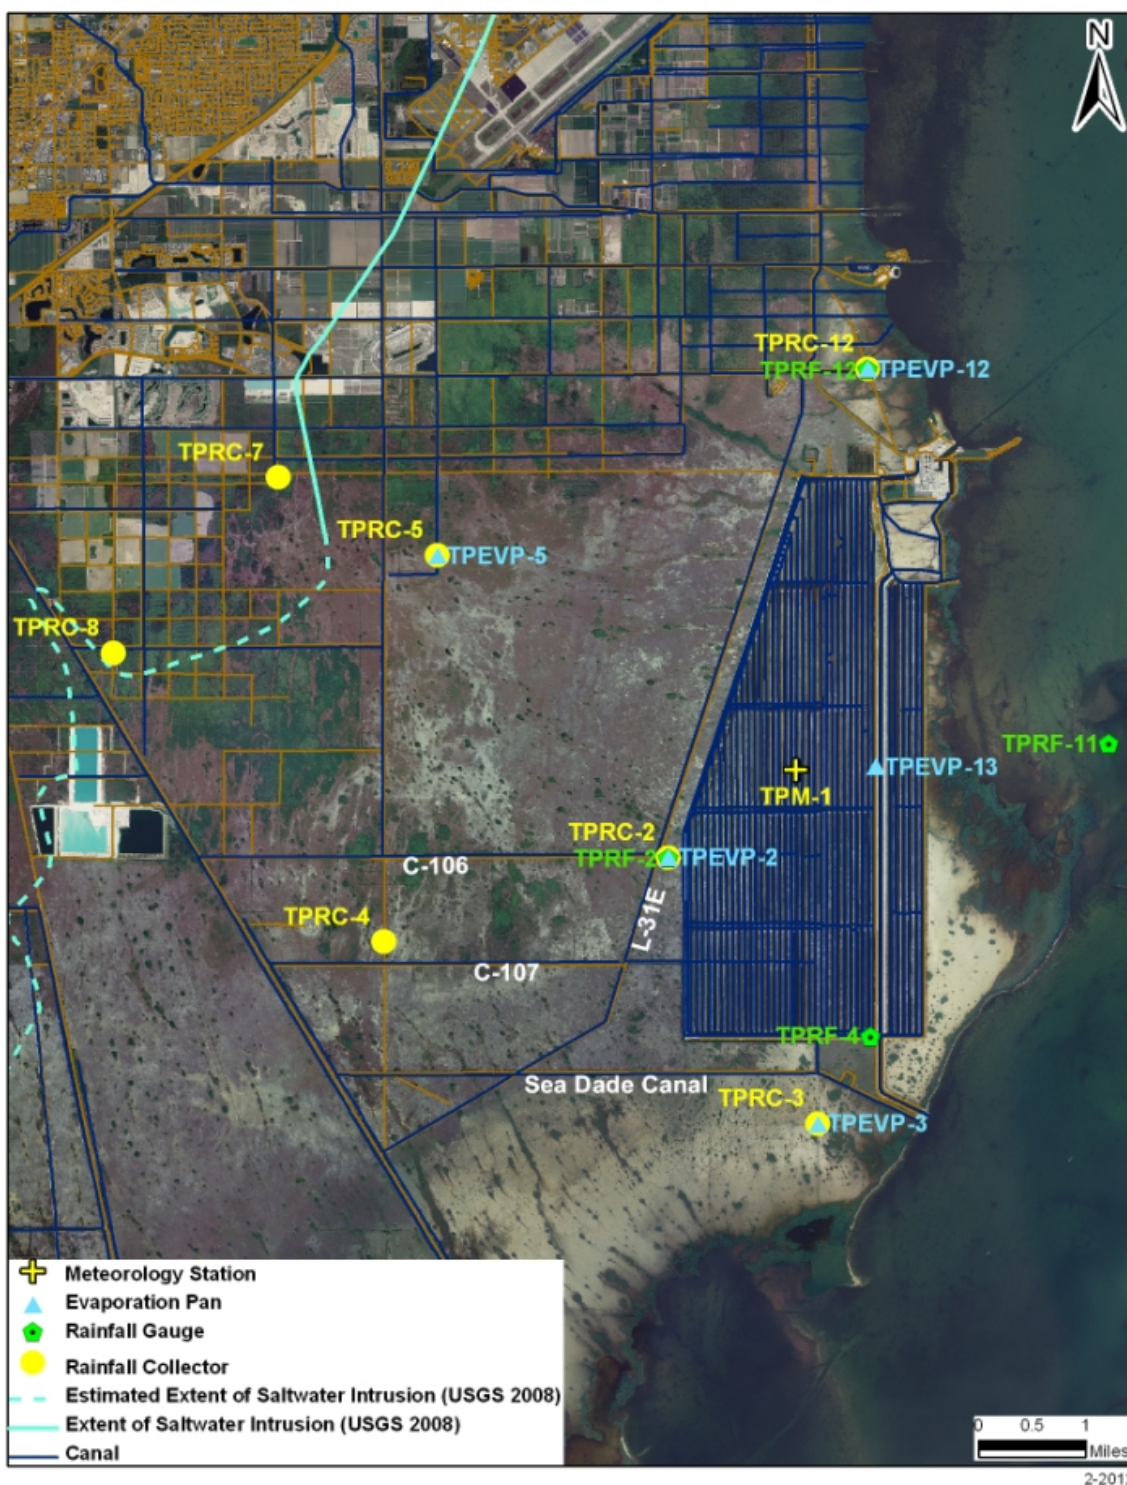 N
TPRC-12
TPRF-12 TPEVP-12
TPRC-7
TPRC-5
TPEVP-5
TPRC-8
TPRF-11
TPEVP-13
TPM-1
TPRC-2
TPRF-2 TPEVP-2
C-106
TPRC-4
L-31E
C-107
TPRF-4
Sea Dade Canal
TPRC-3
TPEVP-3
Meteorology Station
Evaporation Pan
Rainfall Gauge
Rainfall Collector
Estimated Extent of Saltwater Intrusion (USGS 2008)
Extent of Saltwater Intrusion (USGS 2008)
Canal
0 0.5 1
Miles
2-2012